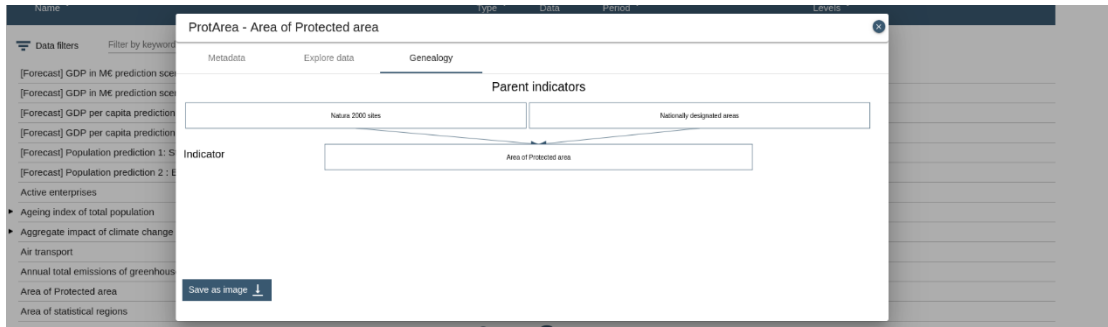 Name Type Data Period Levels
ProtArea - Area of Protected area
Data filters Filter by keyword
Metadata Explore data Genealogy
Parent indicators
Natura 2000 sites Nationally designated areas
Indicator Area of Protected area
Save as image
[Forecast] GDP in M€ prediction
[Forecast] GDP in M€ prediction
[Forecast] GDP per capita prediction
[Forecast] GDP per capita prediction
[Forecast] Population prediction 1:
[Forecast] Population prediction 2 :
Active enterprises
Ageing index of total population
Aggregate impact of climate change
Air transport
Annual total emissions of
Area of Protected area
Area of statistical regions